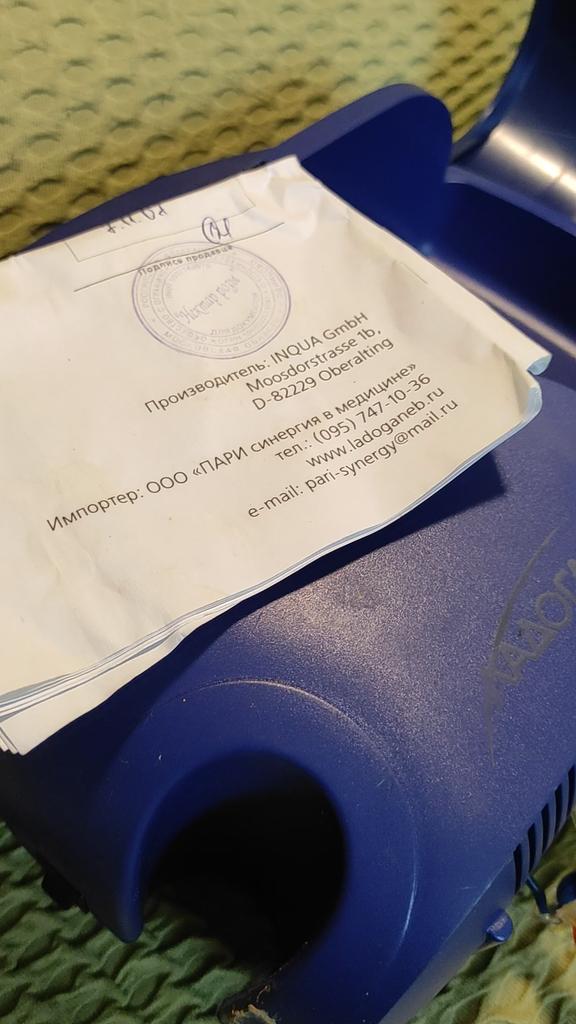 Подпись продавца
Производитель: INQUA GmbH
Moosdorstrasse 1b,
D-82229 Oberalting
Импортер: ООО «ПАРИ синергия в медицине»
тел.: (095) 747-10-36
www.ladoganeb.ru
e-mail: pari-synergy@mail.ru